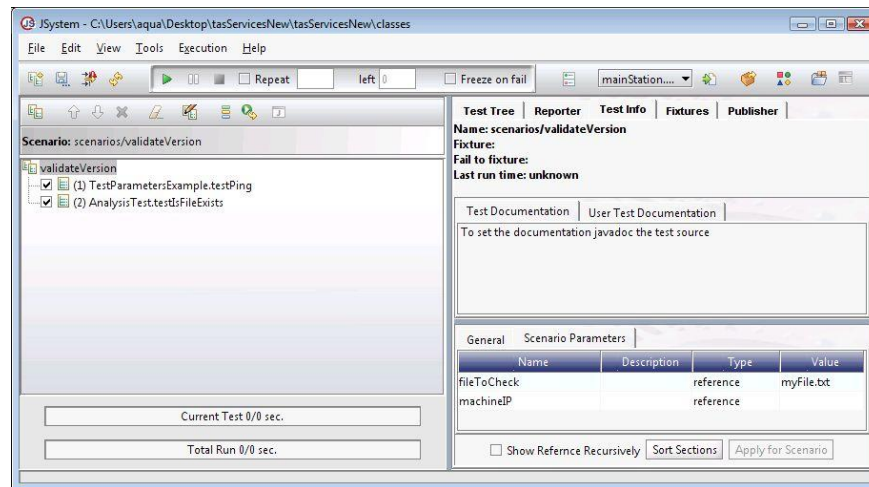 JSystem - C:\Users\aqua\Desktop\tasServicesNew\tasServicesNew\classes
File Edit View Tools Execution Help
Repeat left 0 Freeze on fail mainStation....
Scenario: scenarios/validateVersion
validateVersion
(1) TestParametersExample.testPing
(2) AnalysisTest.testIsFileExists
Current Test 0/0 sec.
Total Run 0/0 sec.
Test Tree Reporter Test Info Fixtures Publisher
Name: scenarios/validateVersion
Fixture:
Fail to fixture:
Last run time: unknown
Test Documentation User Test Documentation
To set the documentation javadoc the test source
General Scenario Parameters
Name Description Type Value
fileToCheck reference myFile.txt
machineIP reference
Show Refernce Recursively Sort Sections Apply for Scenario